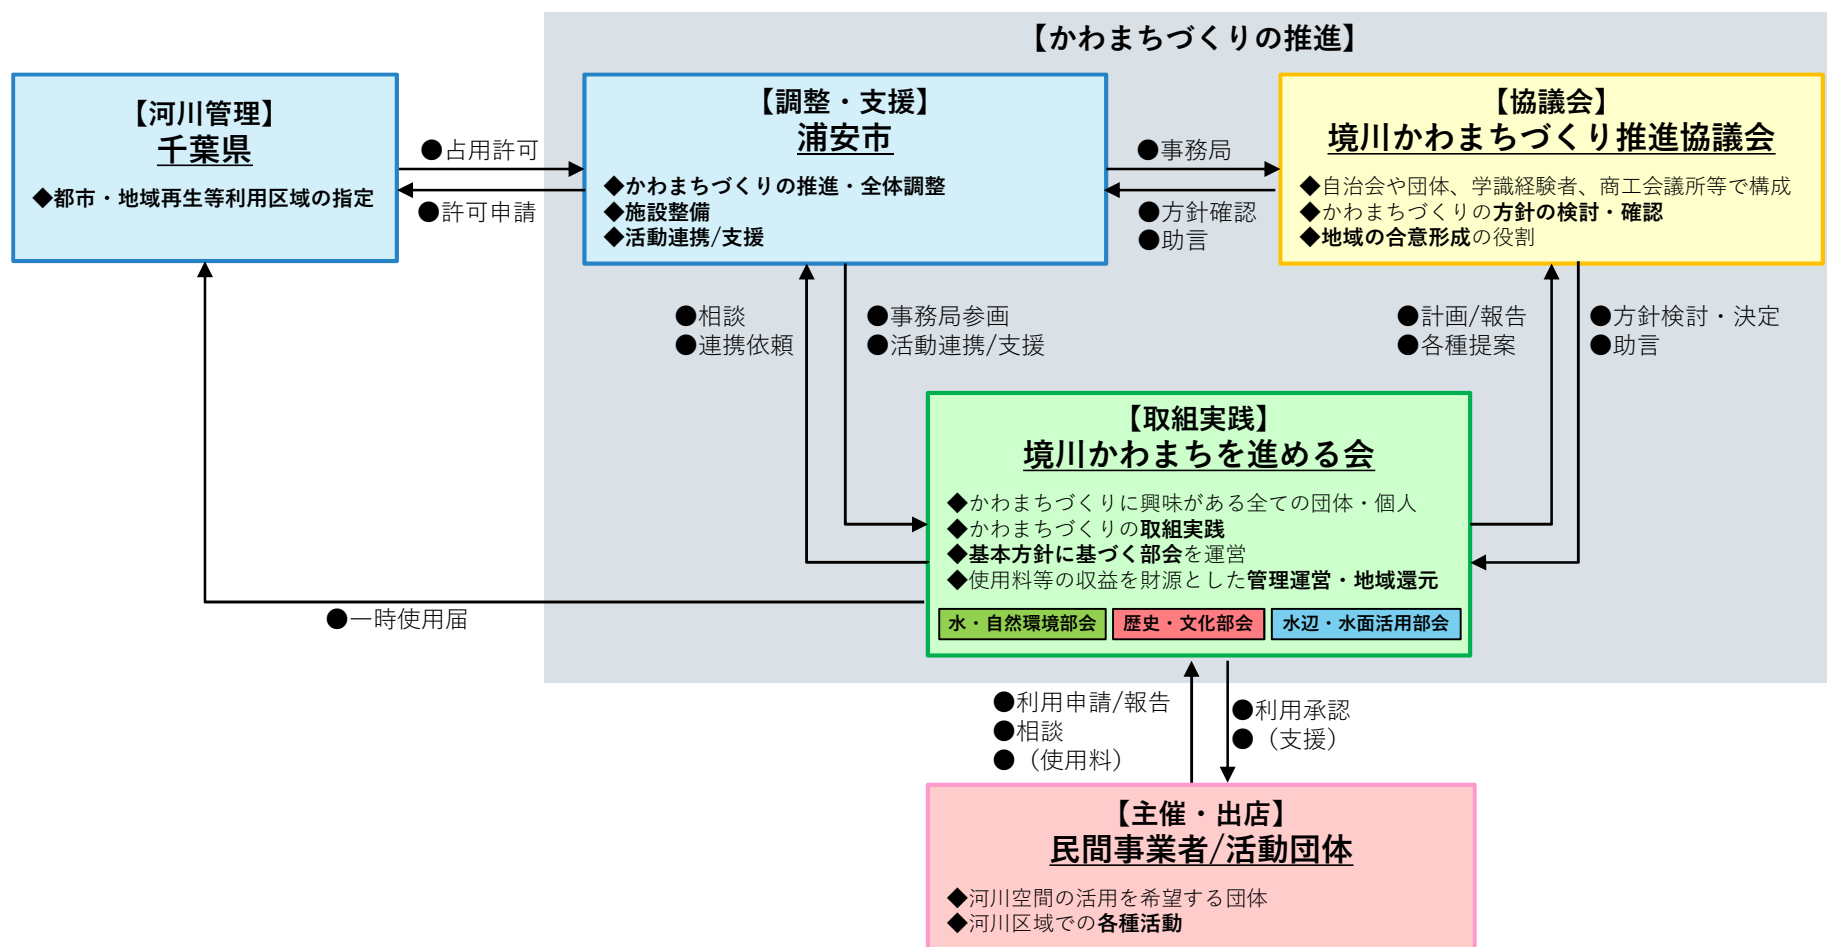 【かわまちづくりの推進】
【河川管理】
千葉県
◆都市・地域再生等利用区域の指定
●占用許可
●許可申請
【調整・支援】
浦安市
◆かわまちづくりの推進・全体調整
◆施設整備
◆活動連携/支援
●事務局
●方針確認
●助言
【協議会】
境川かわまちづくり推進協議会
◆自治会や団体、学識経験者、商工会議所等で構成
◆かわまちづくりの方針の検討・確認
◆地域の合意形成の役割
●相談
●連携依頼
●事務局参画
●活動連携/支援
●計画/報告
●各種提案
●方針検討・決定
●助言
【取組実践】
境川かわまちを進める会
◆かわまちづくりに興味がある全ての団体・個人
◆かわまちづくりの取組実践
◆基本方針に基づく部会を運営
◆使用料等の収益を財源とした管理運営・地域還元
水・自然環境部会
歴史・文化部会
水辺・水面活用部会
●一時使用届
●利用申請/報告
●相談
●（使用料）
●利用承認
●（支援）
【主催・出店】
民間事業者/活動団体
◆河川空間の活用を希望する団体
◆河川区域での各種活動